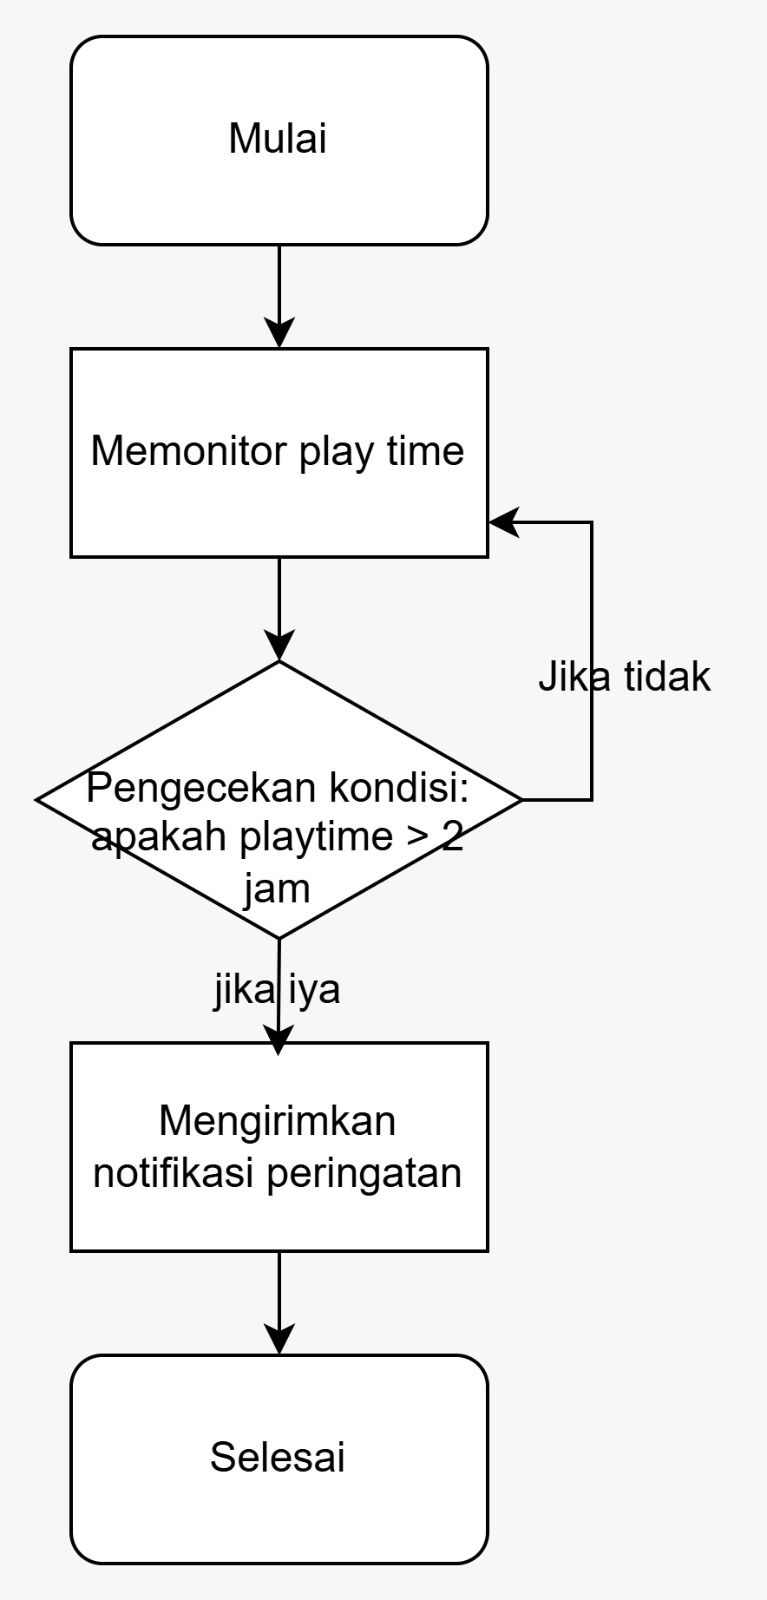 Mulai
Memonitor play time
Jika tidak
Pengecekan kondisi:
apakah playtime > 2
jam
jika iya
Mengirimkan
notifikasi peringatan
Selesai